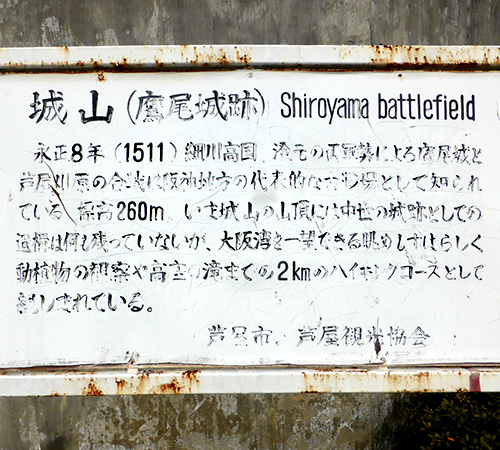 城山(鷹尾城跡) Shiroyama battlefield
永正8年(1511)細川高国、澄元の両軍勢による鷹尾城と
芦屋川原の合戦は阪神地方の代表的な古戦場として知られ
ている。標高260m。いま城山の山頂には中世の城跡としての
遺構は何も残っていないが、大阪湾を一望できる眺めもすばらしく
動植物の観察や高座の滝までの2kmのハイキングコースとして
親しまれている。
芦屋市、芦屋観光協会